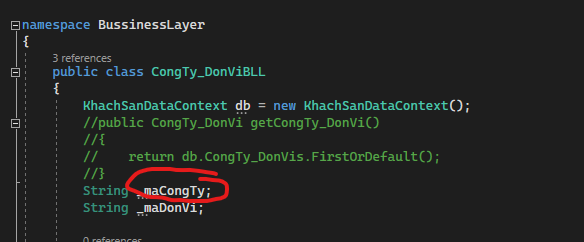 namespace BussinessLayer
{
3 references
public class CongTy_DonViBLL
{
KhachSanDataContext db = new KhachSanDataContext();
//public CongTy_DonVi getCongTy_DonVi()
//{
//    return db.CongTy_DonVis.FirstOrDefault();
//}
String _maCongTy;
String _maDonVi;
0 references